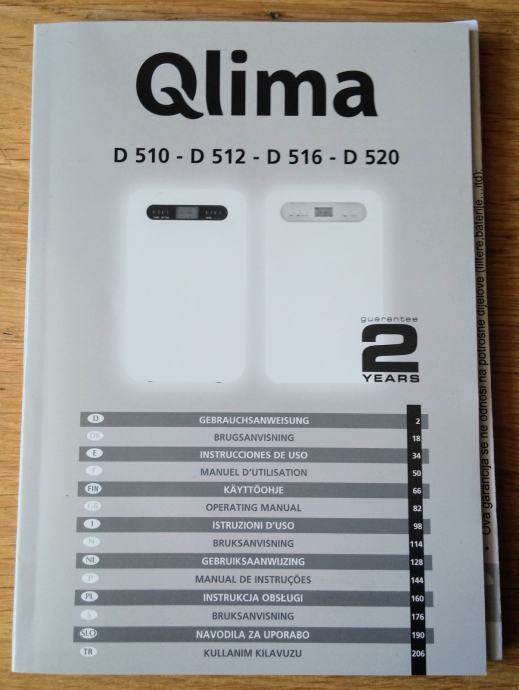 Qlima
D 510 - D 512 - D 516 - D 520
guarantee
2
YEARS
D GEBRAUCHSANWEISUNG 2
DK BRUGSANVISNING 18
E INSTRUCCIONES DE USO 34
F MANUEL D'UTILISATION 50
FIN KÄYTTÖOHJE 66
GB OPERATING MANUAL 82
I ISTRUZIONI D'USO 98
N BRUKSANVISNING 114
NL GEBRUIKSAANWIJZING 128
P MANUAL DE INSTRUÇÕES 144
PL INSTRUKCJA OBSŁUGI 160
S BRUKSANVISNING 176
SLO NAVODILA ZA UPORABO 190
TR KULLANIM KILAVUZU 206
• Ova garancija se ne odnosi na potrosne dijelove (filtere,baterije...itd)